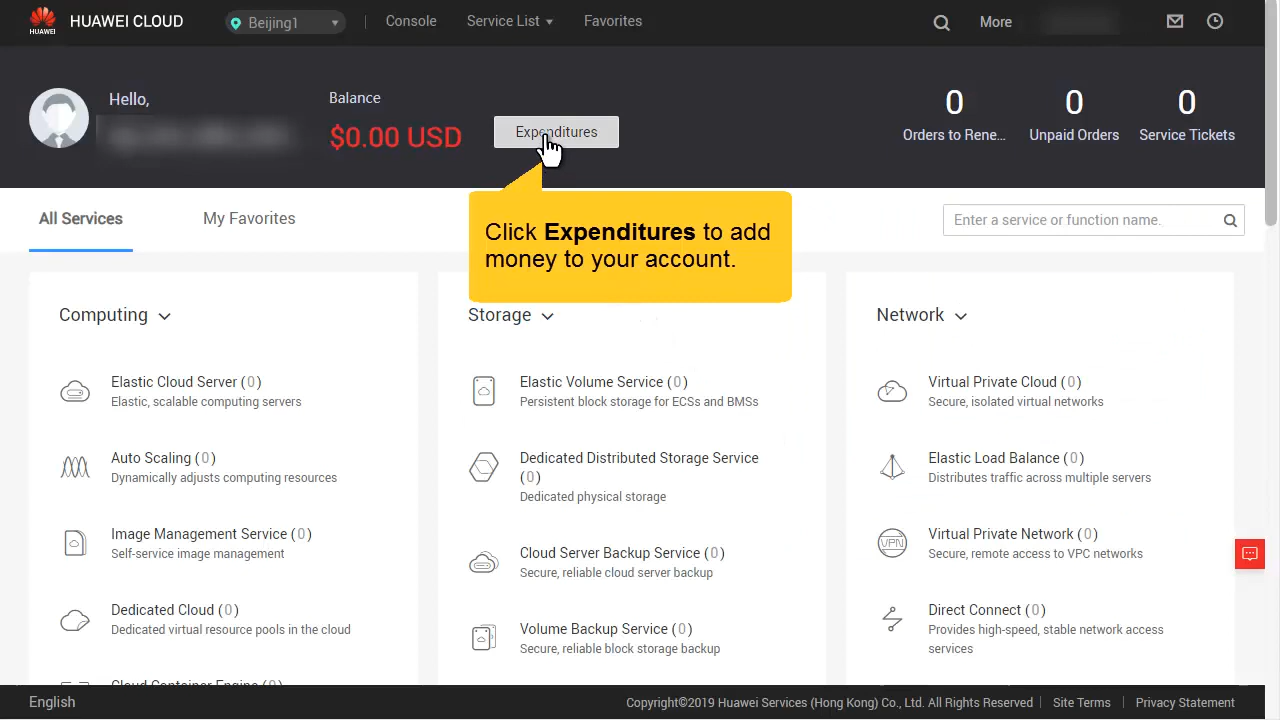 HUAWEI
HUAWEI CLOUD
Beijing1
Console
Service List
Favorites
More
Hello,
Balance
$0.00 USD
Expenditures
0
Orders to Rene...
0
Unpaid Orders
0
Service Tickets
All Services
My Favorites
Enter a service or function name.
Click Expenditures to add
money to your account.
Computing
Elastic Cloud Server (0)
Elastic, scalable computing servers
Auto Scaling (0)
Dynamically adjusts computing resources
Image Management Service (0)
Self-service image management
Dedicated Cloud (0)
Dedicated virtual resource pools in the cloud
Cloud Container Engine (0)
Storage
Elastic Volume Service (0)
Persistent block storage for ECSs and BMSs
Dedicated Distributed Storage Service
(0)
Dedicated physical storage
Cloud Server Backup Service (0)
Secure, reliable cloud server backup
Volume Backup Service (0)
Secure, reliable block storage backup
Network
Virtual Private Cloud (0)
Secure, isolated virtual networks
Elastic Load Balance (0)
Distributes traffic across multiple servers
VPN
Virtual Private Network (0)
Secure, remote access to VPC networks
Direct Connect (0)
Provides high-speed, stable network access
services
English
Copyright©2019 Huawei Services (Hong Kong) Co., Ltd. All Rights Reserved
Site Terms
Privacy Statement